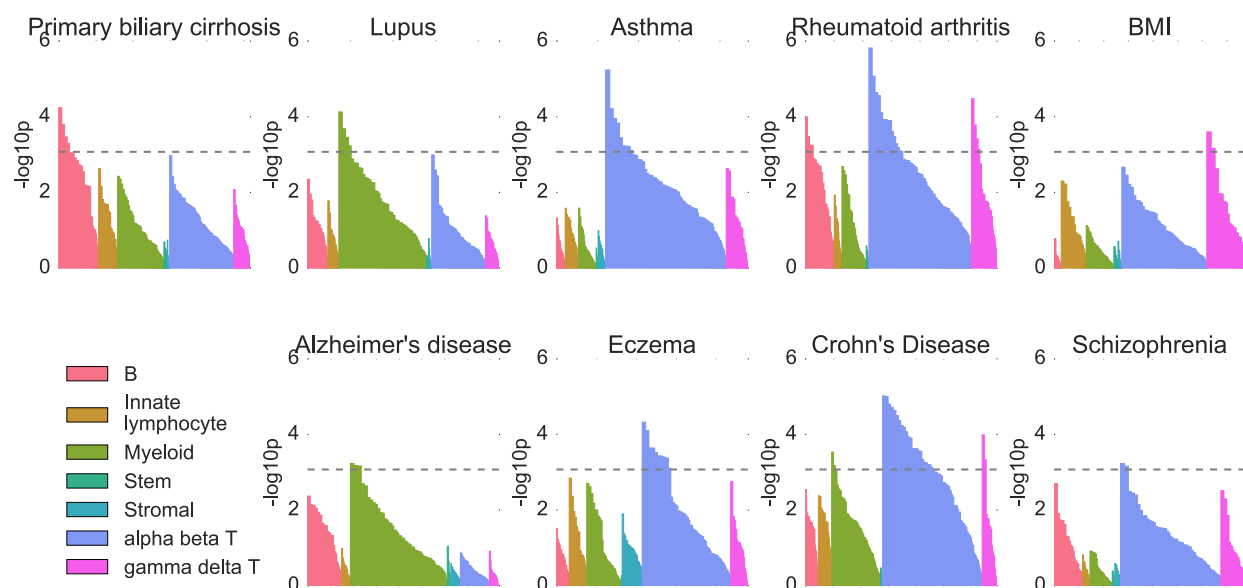 Primary biliary cirrhosis
Lupus
Asthma
Rheumatoid arthritis
BMI
6
4
2
0
-log10p
6
4
2
0
-log10p
6
4
2
0
-log10p
6
4
2
0
-log10p
6
4
2
0
-log10p
Alzheimer's disease
Eczema
Crohn's Disease
Schizophrenia
B
Innate
lymphocyte
Myeloid
Stem
Stromal
alpha beta T
gamma delta T
6
4
2
0
-log10p
6
4
2
0
-log10p
6
4
2
0
-log10p
6
4
2
0
-log10p